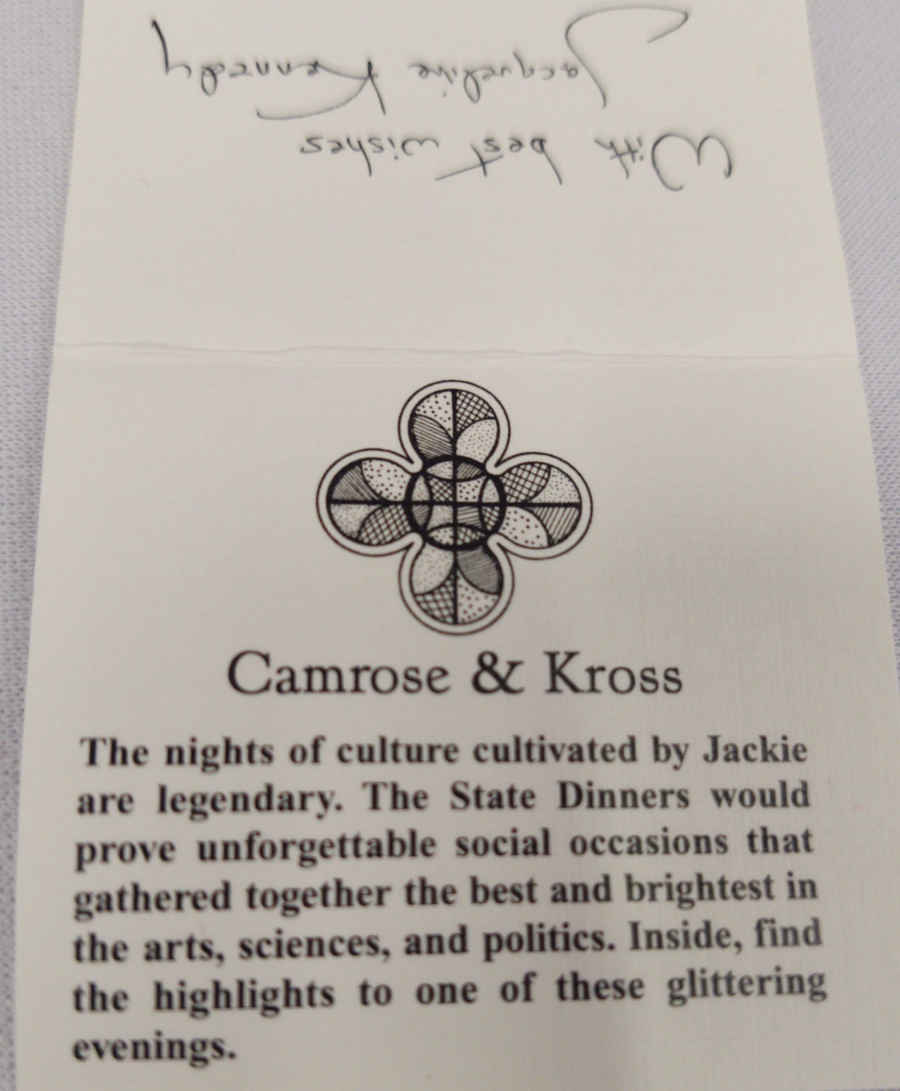 With best wishes
Jacqueline Kennedy
Camrose & Kross
The nights of culture cultivated by Jackie
are legendary. The State Dinners would
prove unforgettable social occasions that
gathered together the best and brightest in
the arts, sciences, and politics. Inside, find
the highlights to one of these glittering
evenings.